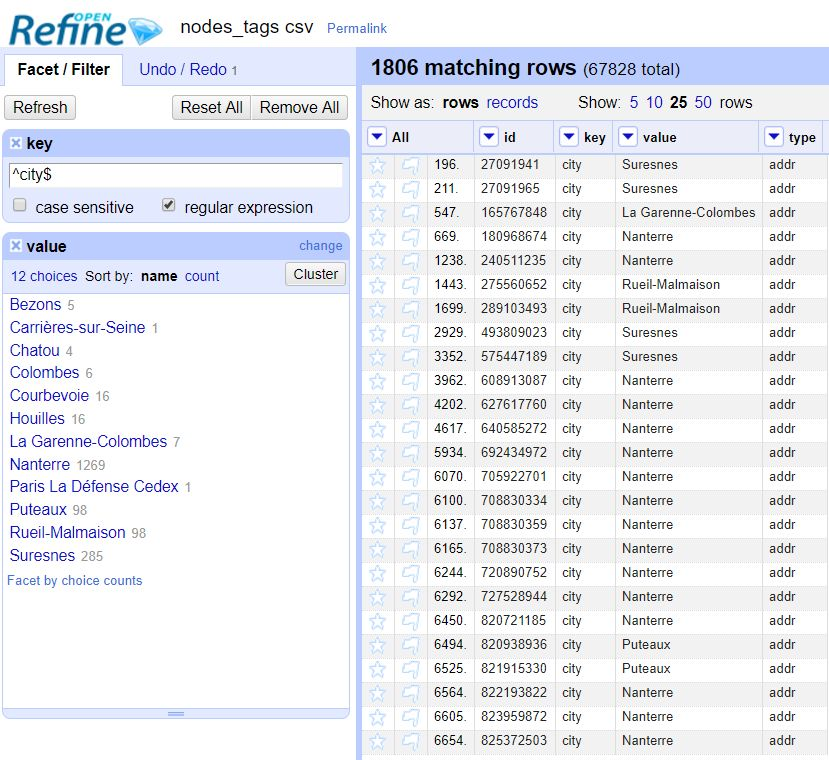 OPEN
Refine nodes_tags csv Permalink
Facet / Filter Undo / Redo 1
Refresh Reset All Remove All
key
^city$
case sensitive regular expression
value change
12 choices Sort by: name count Cluster
Bezons 5
Carrières-sur-Seine 1
Chatou 4
Colombes 6
Courbevoie 16
Houilles 16
La Garenne-Colombes 7
Nanterre 1269
Paris La Défense Cedex 1
Puteaux 98
Rueil-Malmaison 98
Suresnes 285
Facet by choice counts
1806 matching rows (67828 total)
Show as: rows records Show: 5 10 25 50 rows
All id key value type
196. 27091941 city Suresnes addr
211. 27091965 city Suresnes addr
547. 165767848 city La Garenne-Colombes addr
669. 180968674 city Nanterre addr
1238. 240511235 city Nanterre addr
1443. 275560652 city Rueil-Malmaison addr
1699. 289103493 city Rueil-Malmaison addr
2929. 493809023 city Suresnes addr
3352. 575447189 city Suresnes addr
3962. 608913087 city Nanterre addr
4202. 627617760 city Nanterre addr
4617. 640585272 city Nanterre addr
5934. 692434972 city Nanterre addr
6070. 705922701 city Nanterre addr
6100. 708830334 city Nanterre addr
6137. 708830359 city Nanterre addr
6165. 708830373 city Nanterre addr
6244. 720890752 city Nanterre addr
6292. 727528944 city Nanterre addr
6450. 820721185 city Nanterre addr
6494. 820938936 city Puteaux addr
6525. 821915330 city Puteaux addr
6564. 822193822 city Nanterre addr
6605. 823959872 city Nanterre addr
6654. 825372503 city Nanterre addr